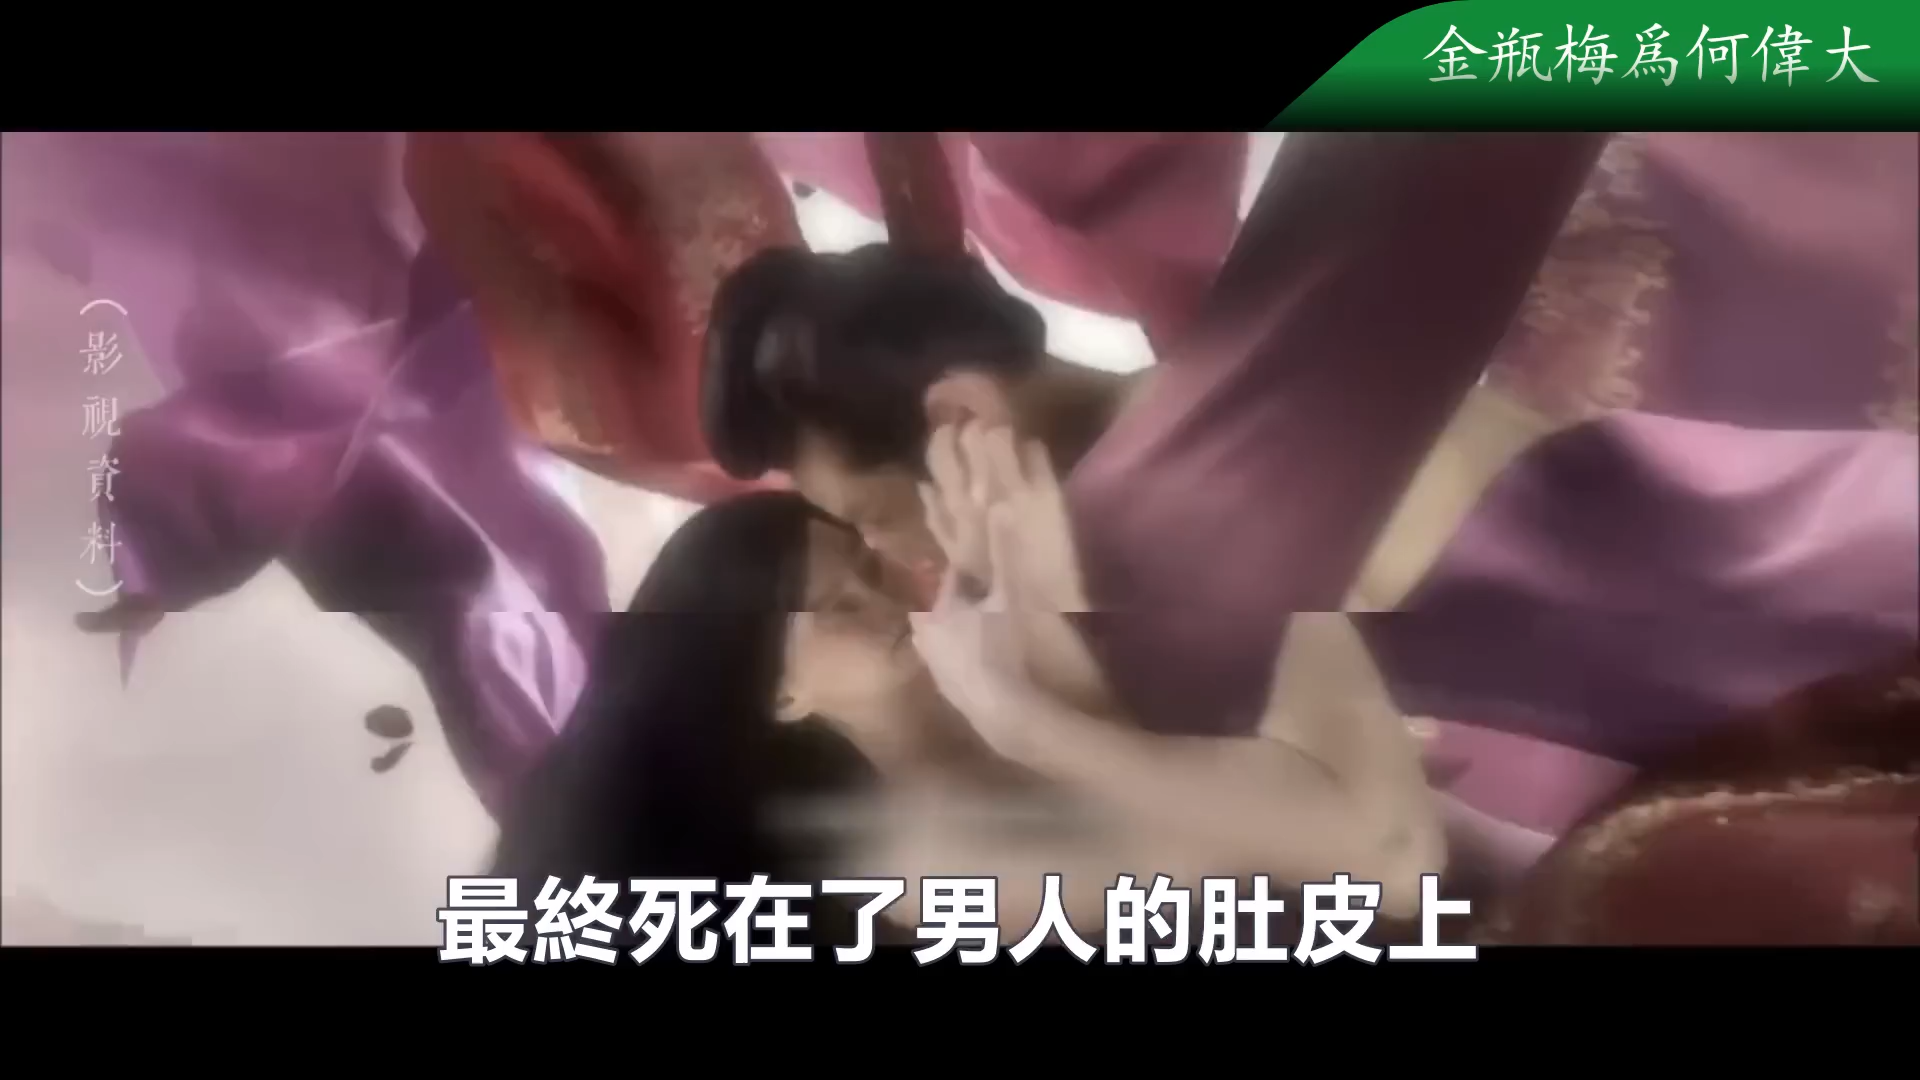 金瓶梅爲何偉大
（影視資料）
最終死在了男人的肚皮上